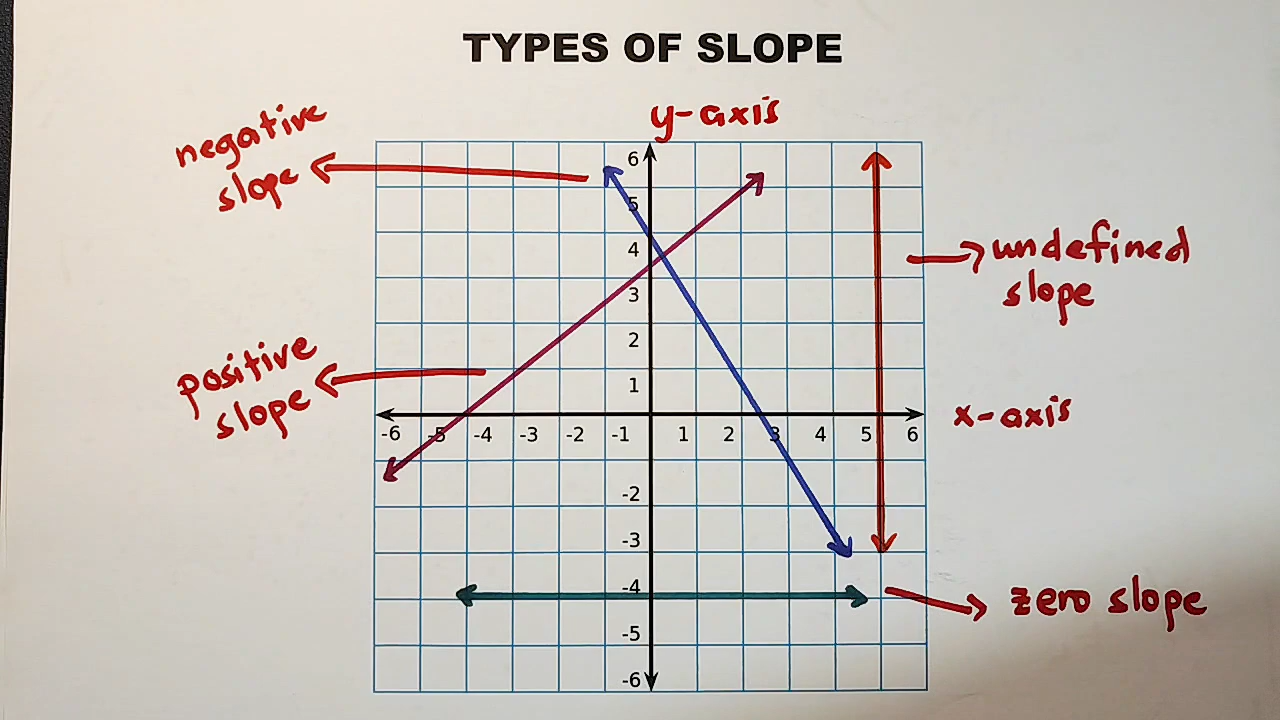 TYPES OF SLOPE
y-axis
negative
slope
6
5
4
undefined
slope
3
2
positive
slope
1
x-axis
-6 -5 -4 -3 -2 -1 1 2 3 4 5 6
-2
-3
-4
zero slope
-5
-6